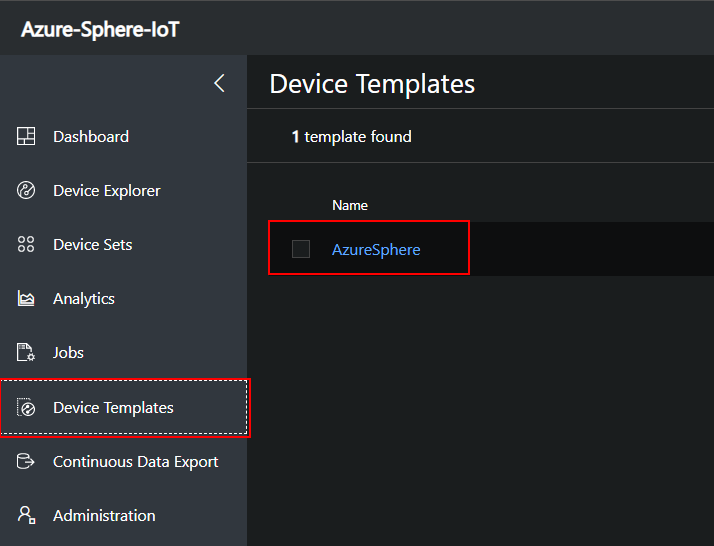 Azure-Sphere-IoT
Device Templates
1 template found
Name
AzureSphere
Dashboard
Device Explorer
Device Sets
Analytics
Jobs
Device Templates
Continuous Data Export
Administration